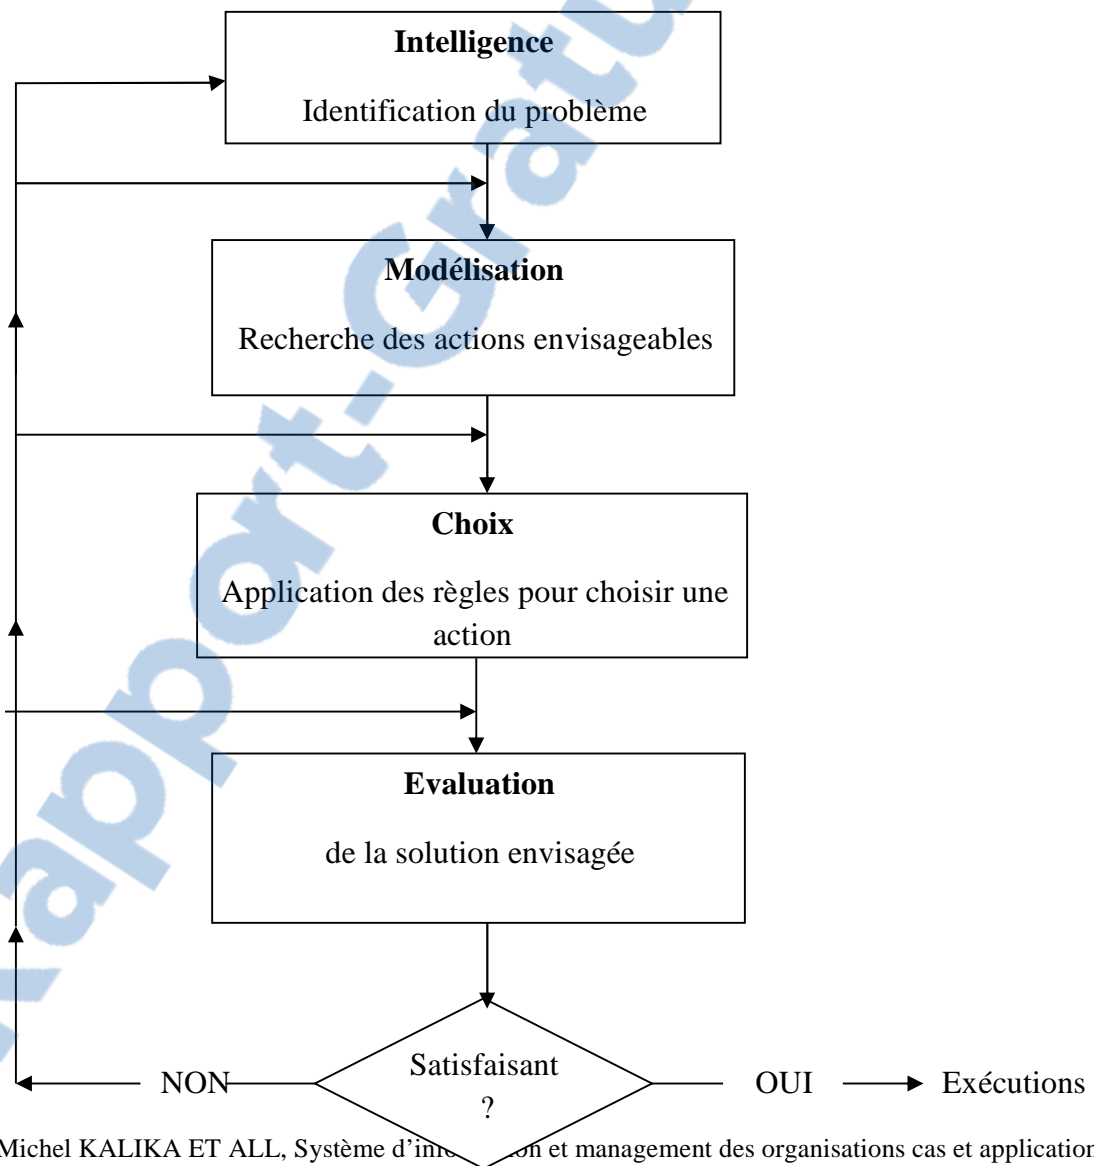 Intelligence
Identification du problème
Modélisation
Recherche des actions envisageables
Choix
Application des règles pour choisir une
action
Evaluation
de la solution envisagée
Satisfaisant
?
NON
OUI
Exécutions
Michel KALIKA ET ALL, Système et management des organisations cas et application
Rapport-Gratu